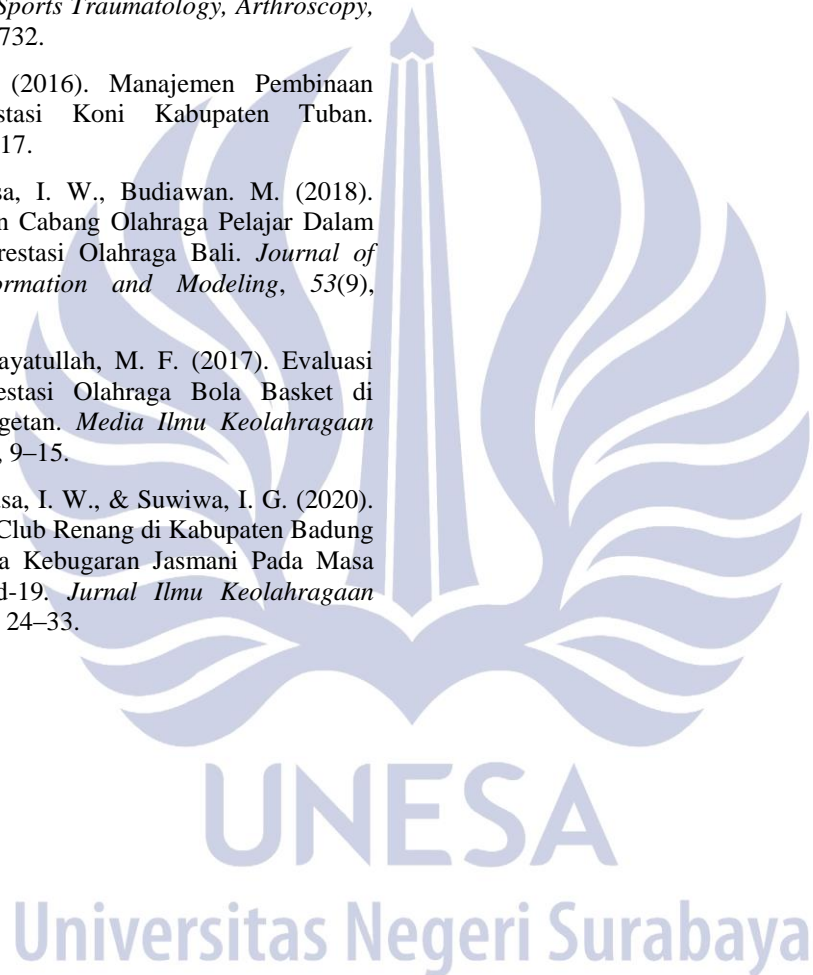 Sports Traumatology, Arthroscopy,
732.
(2016). Manajemen Pembinaan
stasi Koni Kabupaten Tuban.
17.
sa, I. W., Budiawan. M. (2018).
n Cabang Olahraga Pelajar Dalam
restasi Olahraga Bali. Journal of
formation and Modeling, 53(9),
ayatullah, M. F. (2017). Evaluasi
estasi Olahraga Bola Basket di
getan. Media Ilmu Keolahragaan
, 9–15.
sa, I. W., & Suwiwa, I. G. (2020).
Club Renang di Kabupaten Badung
a Kebugaran Jasmani Pada Masa
d-19. Jurnal Ilmu Keolahragaan
24–33.
UNESA
Universitas Negeri Surabaya